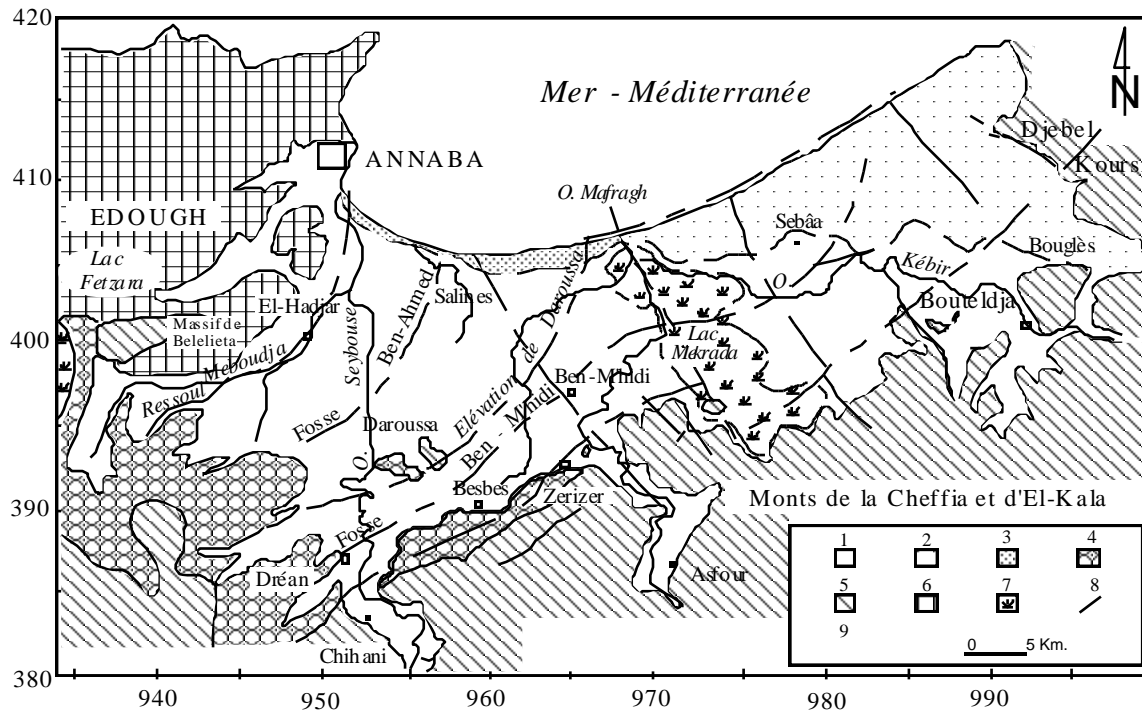 420
Mer - Méditerranée
N
Djebel
Kours
ANNABA
410
O. Mafragh
EDOUGH
Sebâa
Bouglès
Lac
Fetzara
Salines
Daroussa
O
Kébir
El-Hadjar
Bouteldja
Massif de
Belelieta
400
Meboudja
Ressoul
Seybouse
Ben-Ahmed
Lac
Mekrada
de
Ben-M'hidi
Elévation
Fosse
Daroussa
Ben - M'hidi
O.
390
Besbes
Zerizer
Monts de la Cheffia et d'El-Kala
Fosse
1 2 3 4
Dréan
Asfour
5 6 7 8
9
0 5 Km.
Chihani
380
940 950 960 970 980 990